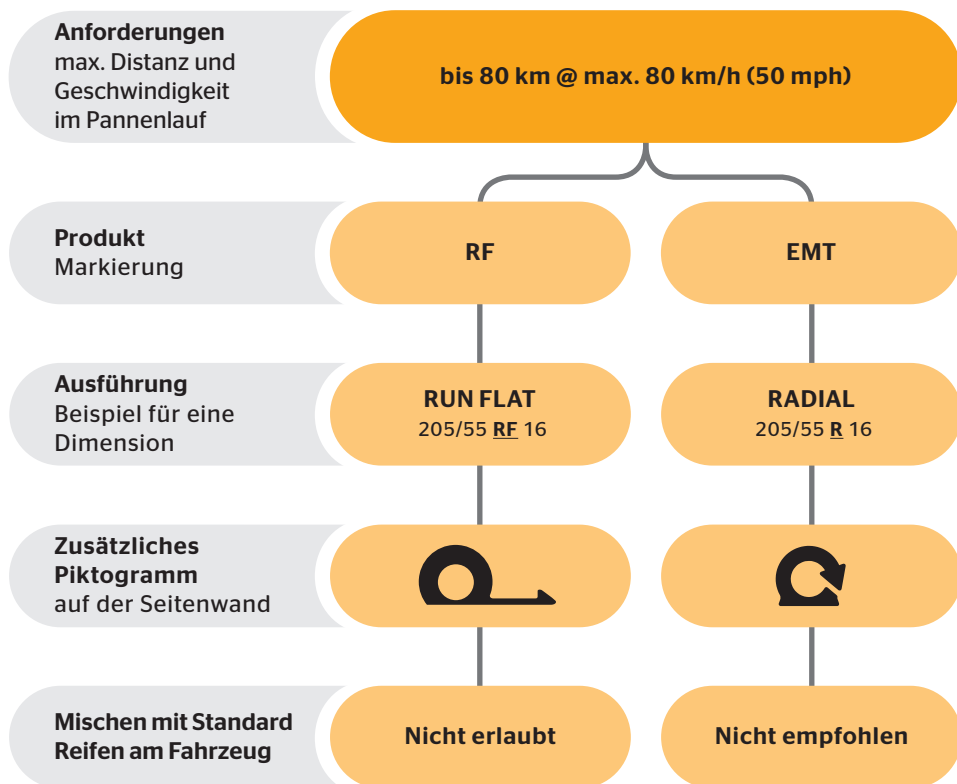 Anforderungen
max. Distanz und
Geschwindigkeit
im Pannenlauf
bis 80 km @ max. 80 km/h (50 mph)
Produkt
Markierung
RF
EMT
Ausführung
Beispiel für eine
Dimension
RUN FLAT
205/55 RF 16
RADIAL
205/55 R 16
Zusätzliches
Piktogramm
auf der Seitenwand
Mischen mit Standard
Reifen am Fahrzeug
Nicht erlaubt
Nicht empfohlen